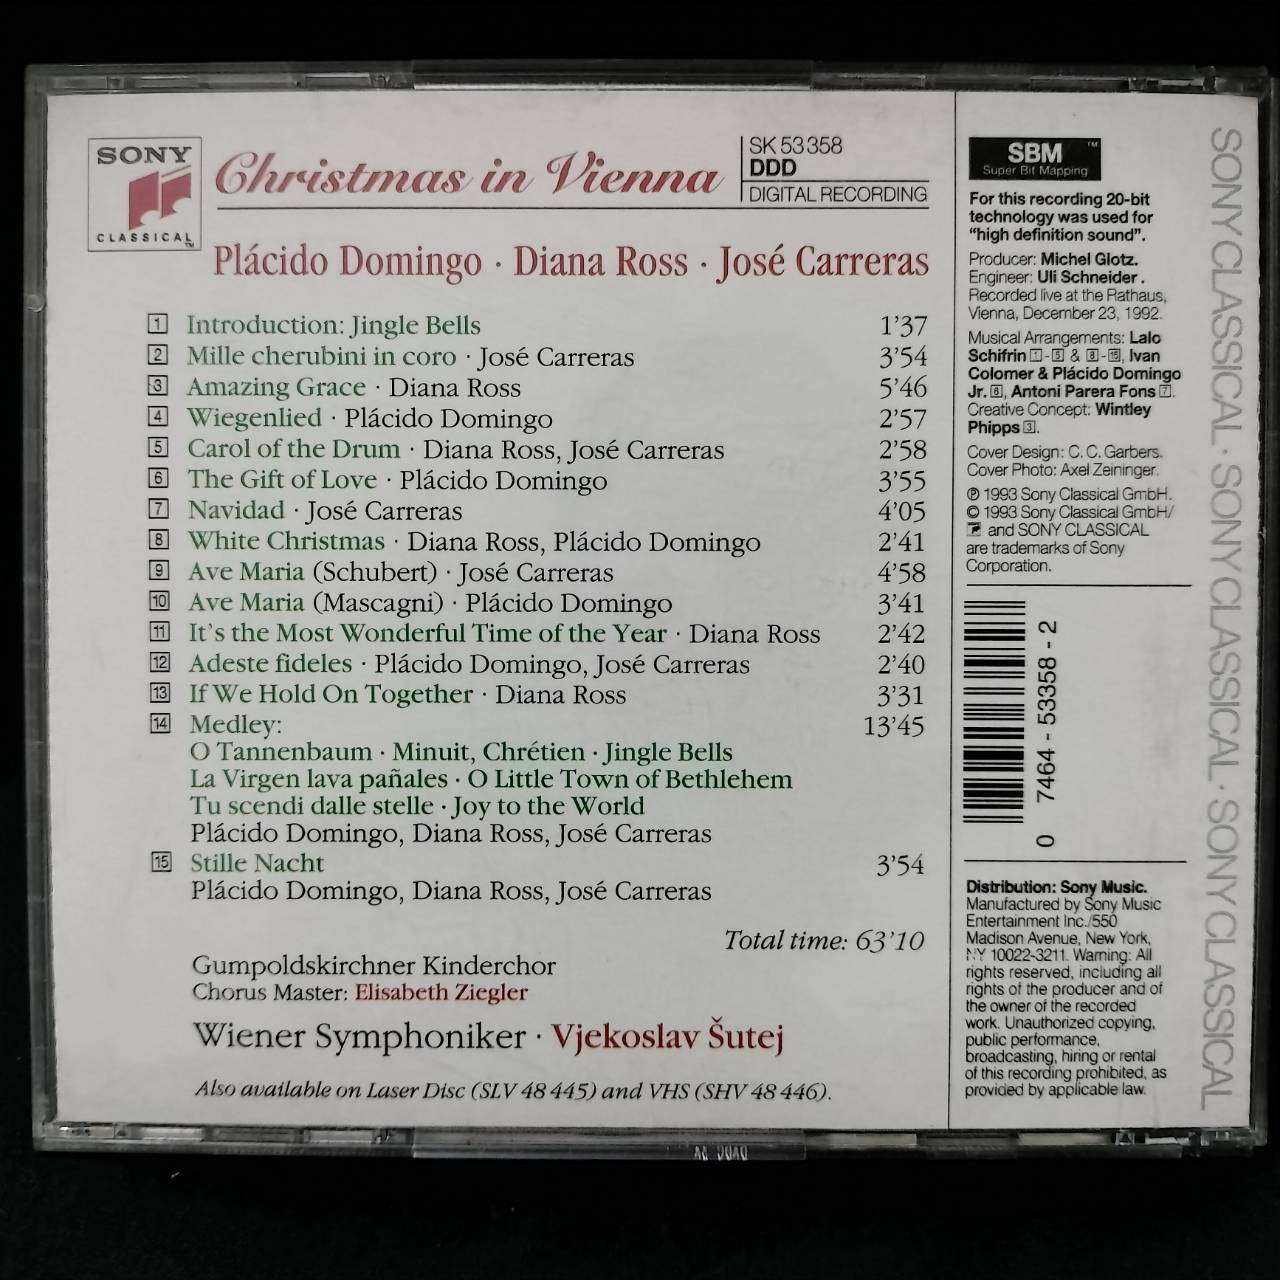 SONY
CLASSICAL
TM
Christmas in Vienna
SK 53 358
DDD
DIGITAL RECORDING
Plácido Domingo · Diana Ross · José Carreras
1 Introduction: Jingle Bells 1'37
2 Mille cherubini in coro · José Carreras 3'54
3 Amazing Grace · Diana Ross 5'46
4 Wiegenlied · Plácido Domingo 2'57
5 Carol of the Drum · Diana Ross, José Carreras 2'58
6 The Gift of Love · Plácido Domingo 3'55
7 Navidad · José Carreras 4'05
8 White Christmas · Diana Ross, Plácido Domingo 2'41
9 Ave Maria (Schubert) · José Carreras 4'58
10 Ave Maria (Mascagni) · Plácido Domingo 3'41
11 It's the Most Wonderful Time of the Year · Diana Ross 2'42
12 Adeste fideles · Plácido Domingo, José Carreras 2'40
13 If We Hold On Together · Diana Ross 3'31
14 Medley: 13'45
O Tannenbaum · Minuit, Chrétien · Jingle Bells
La Virgen lava pañales · O Little Town of Bethlehem
Tu scendi dalle stelle · Joy to the World
Plácido Domingo, Diana Ross, José Carreras
15 Stille Nacht 3'54
Plácido Domingo, Diana Ross, José Carreras
Total time: 63'10
Gumpoldskirchner Kinderchor
Chorus Master: Elisabeth Ziegler
Wiener Symphoniker · Vjekoslav Šutej
Also available on Laser Disc (SLV 48 445) and VHS (SHV 48 446).
SBM TM
Super Bit Mapping
For this recording 20-bit
technology was used for
“high definition sound”.
Producer: Michel Glotz.
Engineer: Uli Schneider.
Recorded live at the Rathaus,
Vienna, December 23, 1992.
Musical Arrangements: Lalo
Schifrin 1-5 & 8-15, Ivan
Colomer & Plácido Domingo
Jr. 6, Antoni Parera Fons 7.
Creative Concept: Wintley
Phipps 3.
Cover Design: C. C. Garbers.
Cover Photo: Axel Zeininger.
℗ 1993 Sony Classical GmbH.
© 1993 Sony Classical GmbH/
and SONY CLASSICAL
are trademarks of Sony
Corporation.
0 7464-53358-2
Distribution: Sony Music.
Manufactured by Sony Music
Entertainment Inc./550
Madison Avenue, New York,
NY 10022-3211. Warning: All
rights reserved, including all
rights of the producer and of
the owner of the recorded
work. Unauthorized copying,
public performance,
broadcasting, hiring or rental
of this recording prohibited, as
provided by applicable law.
SONY CLASSICAL · SONY CLASSICAL · SONY CLASSICAL